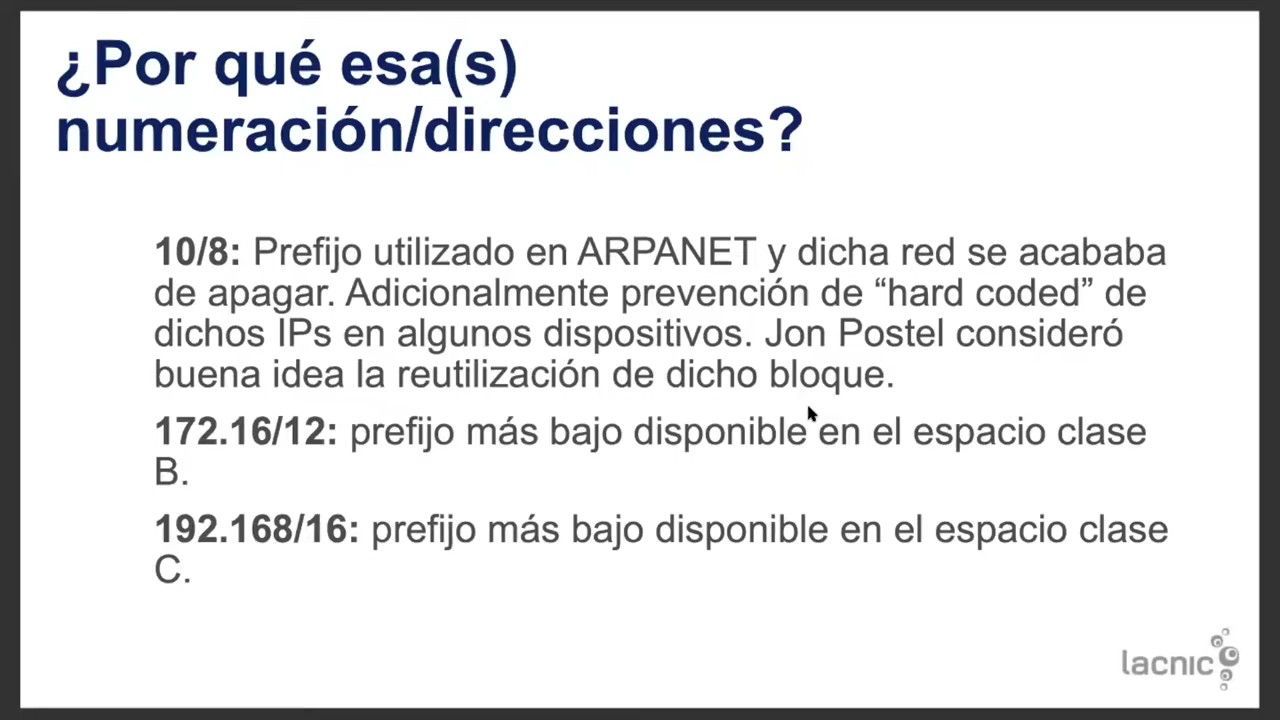 ¿Por qué esa(s)
numeración/direcciones?
10/8: Prefijo utilizado en ARPANET y dicha red se acababa
de apagar. Adicionalmente prevención de “hard coded” de
dichos IPs en algunos dispositivos. Jon Postel consideró
buena idea la reutilización de dicho bloque.
172.16/12: prefijo más bajo disponible en el espacio clase
B.
192.168/16: prefijo más bajo disponible en el espacio clase
C.
lacnic